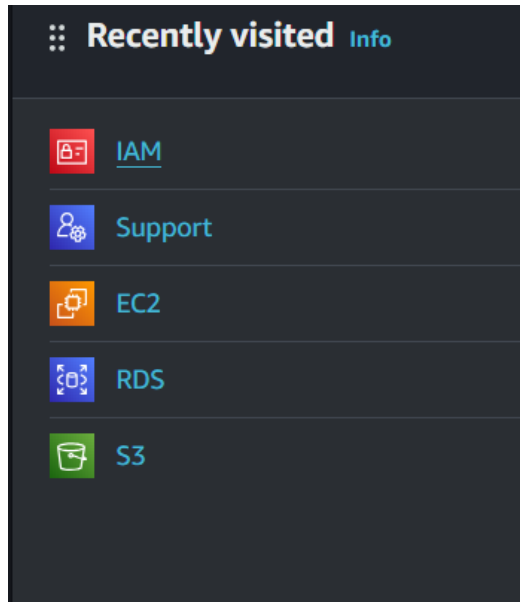 Recently visited Info
IAM
Support
EC2
RDS
S3